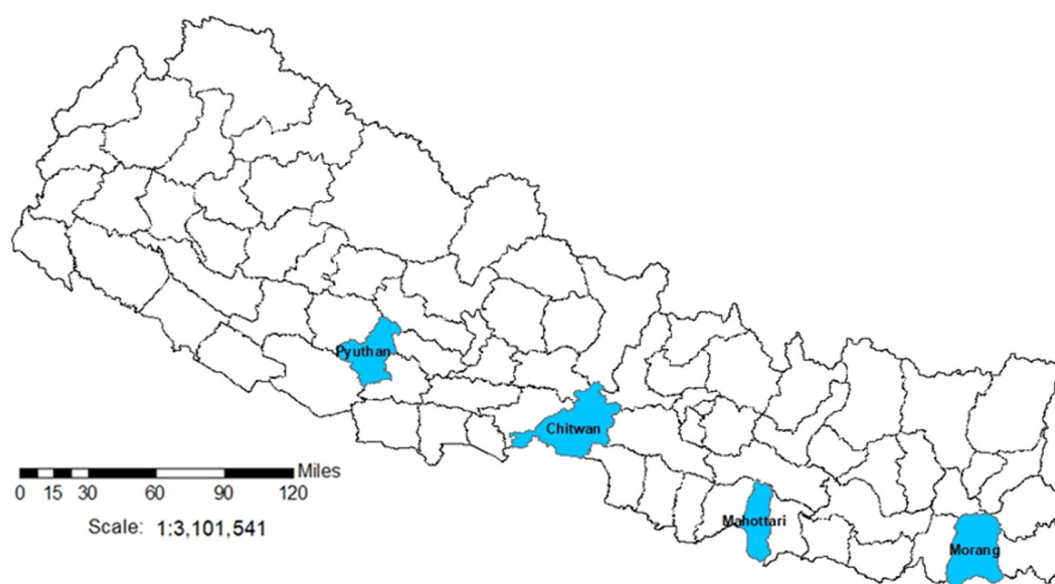 Pyuthan
Chitwan
Mahottari
Morang
Miles
0 15 30 60 90 120
Scale: 1:3,101,541